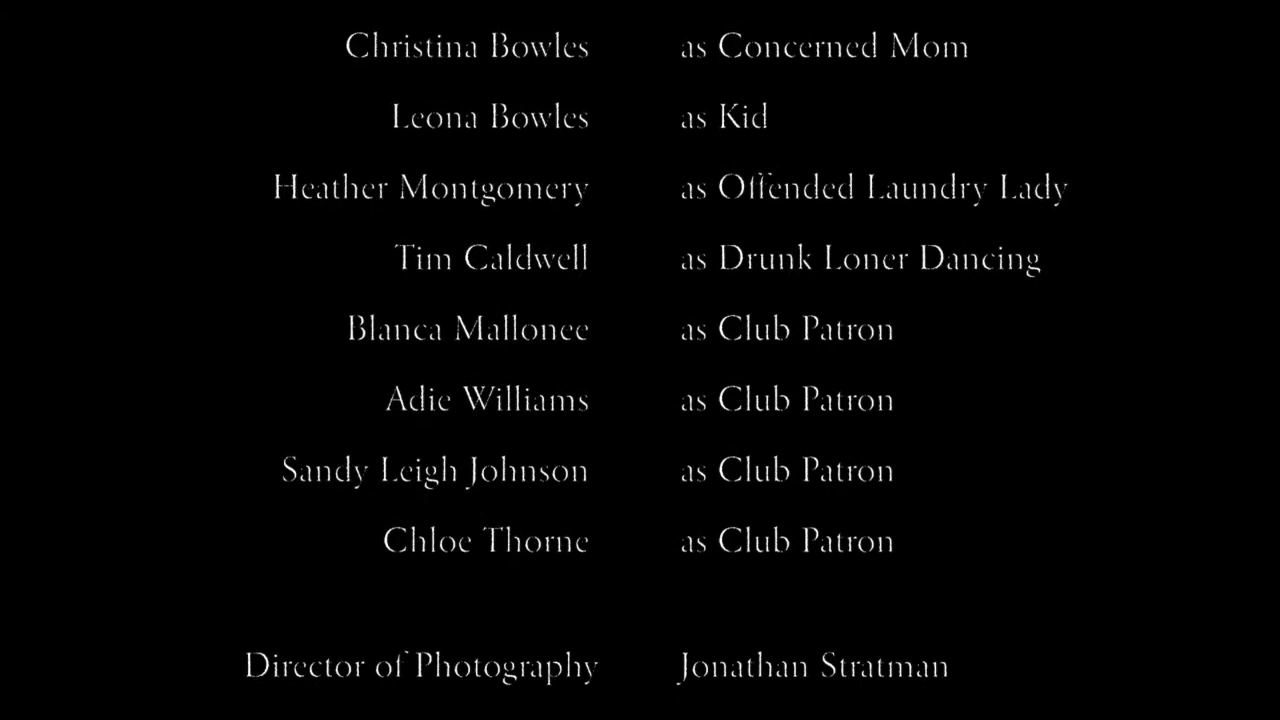 Christina Bowles as Concerned Mom
Leona Bowles as Kid
Heather Montgomery as Offended Laundry Lady
Tim Caldwell as Drunk Loner Dancing
Blanca Mallonee as Club Patron
Adie Williams as Club Patron
Sandy Leigh Johnson as Club Patron
Chloe Thorne as Club Patron
Director of Photography Jonathan Stratman